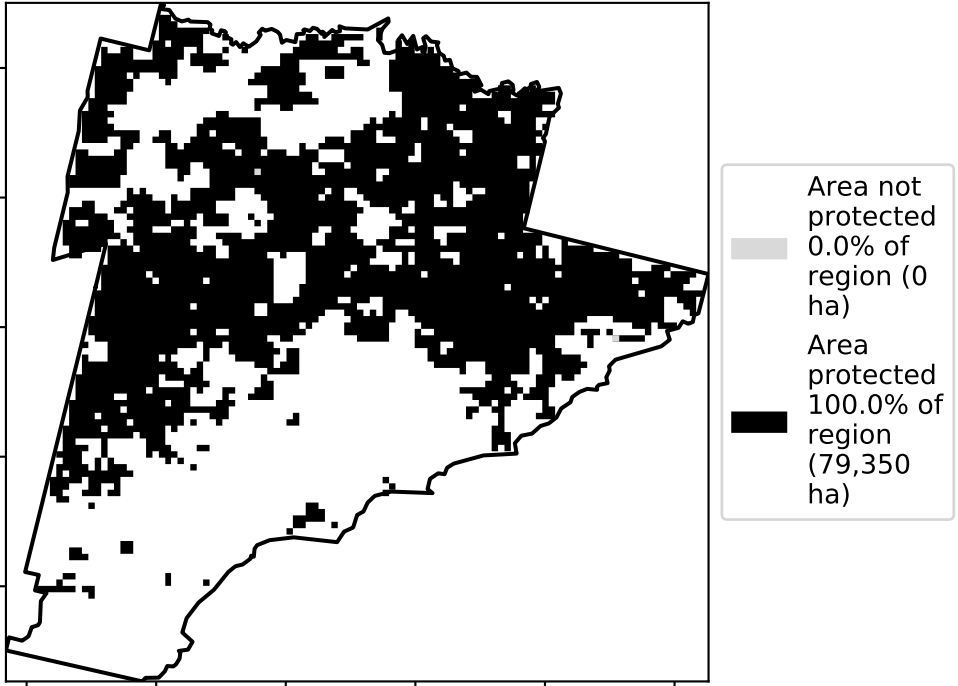 Area not
protected
0.0% of
region (0
ha)
Area
protected
100.0% of
region
(79,350
ha)